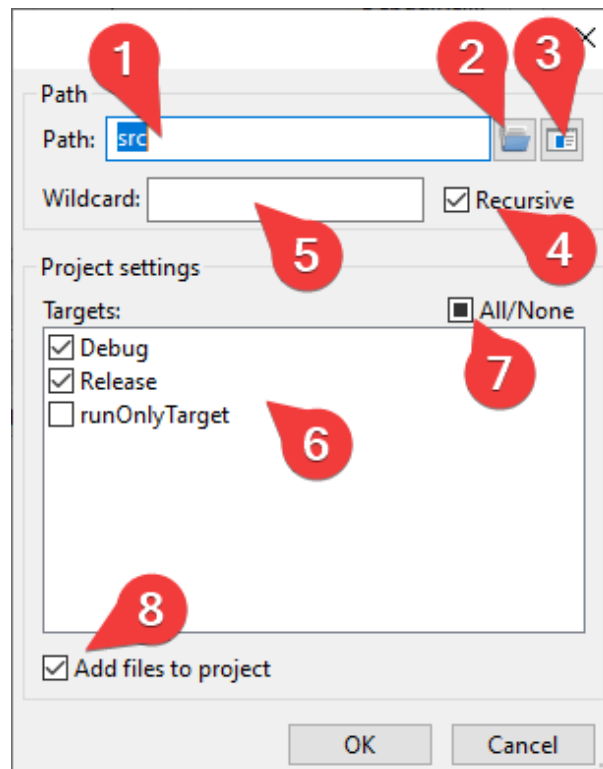 1
2
3
Path
Path: src
Wildcard:
Recursive
5
4
Project settings
Targets:
All/None
Debug
7
Release
runOnlyTarget
6
8
Add files to project
OK
Cancel